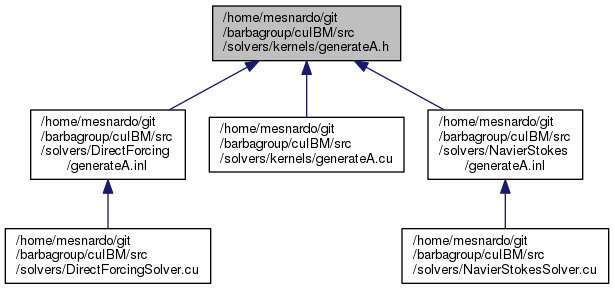 /home/mesnardo/git
/barbagroup/cuIBM/src
/solvers/kernels/generateA.h
/home/mesnardo/git
/barbagroup/cuIBM/src
/solvers/DirectForcing
/generateA.inl
/home/mesnardo/git
/barbagroup/cuIBM/src
/solvers/kernels/generateA.cu
/home/mesnardo/git
/barbagroup/cuIBM/src
/solvers/NavierStokes
/generateA.inl
/home/mesnardo/git
/barbagroup/cuIBM/src
/solvers/DirectForcingSolver.cu
/home/mesnardo/git
/barbagroup/cuIBM/src
/solvers/NavierStokesSolver.cu